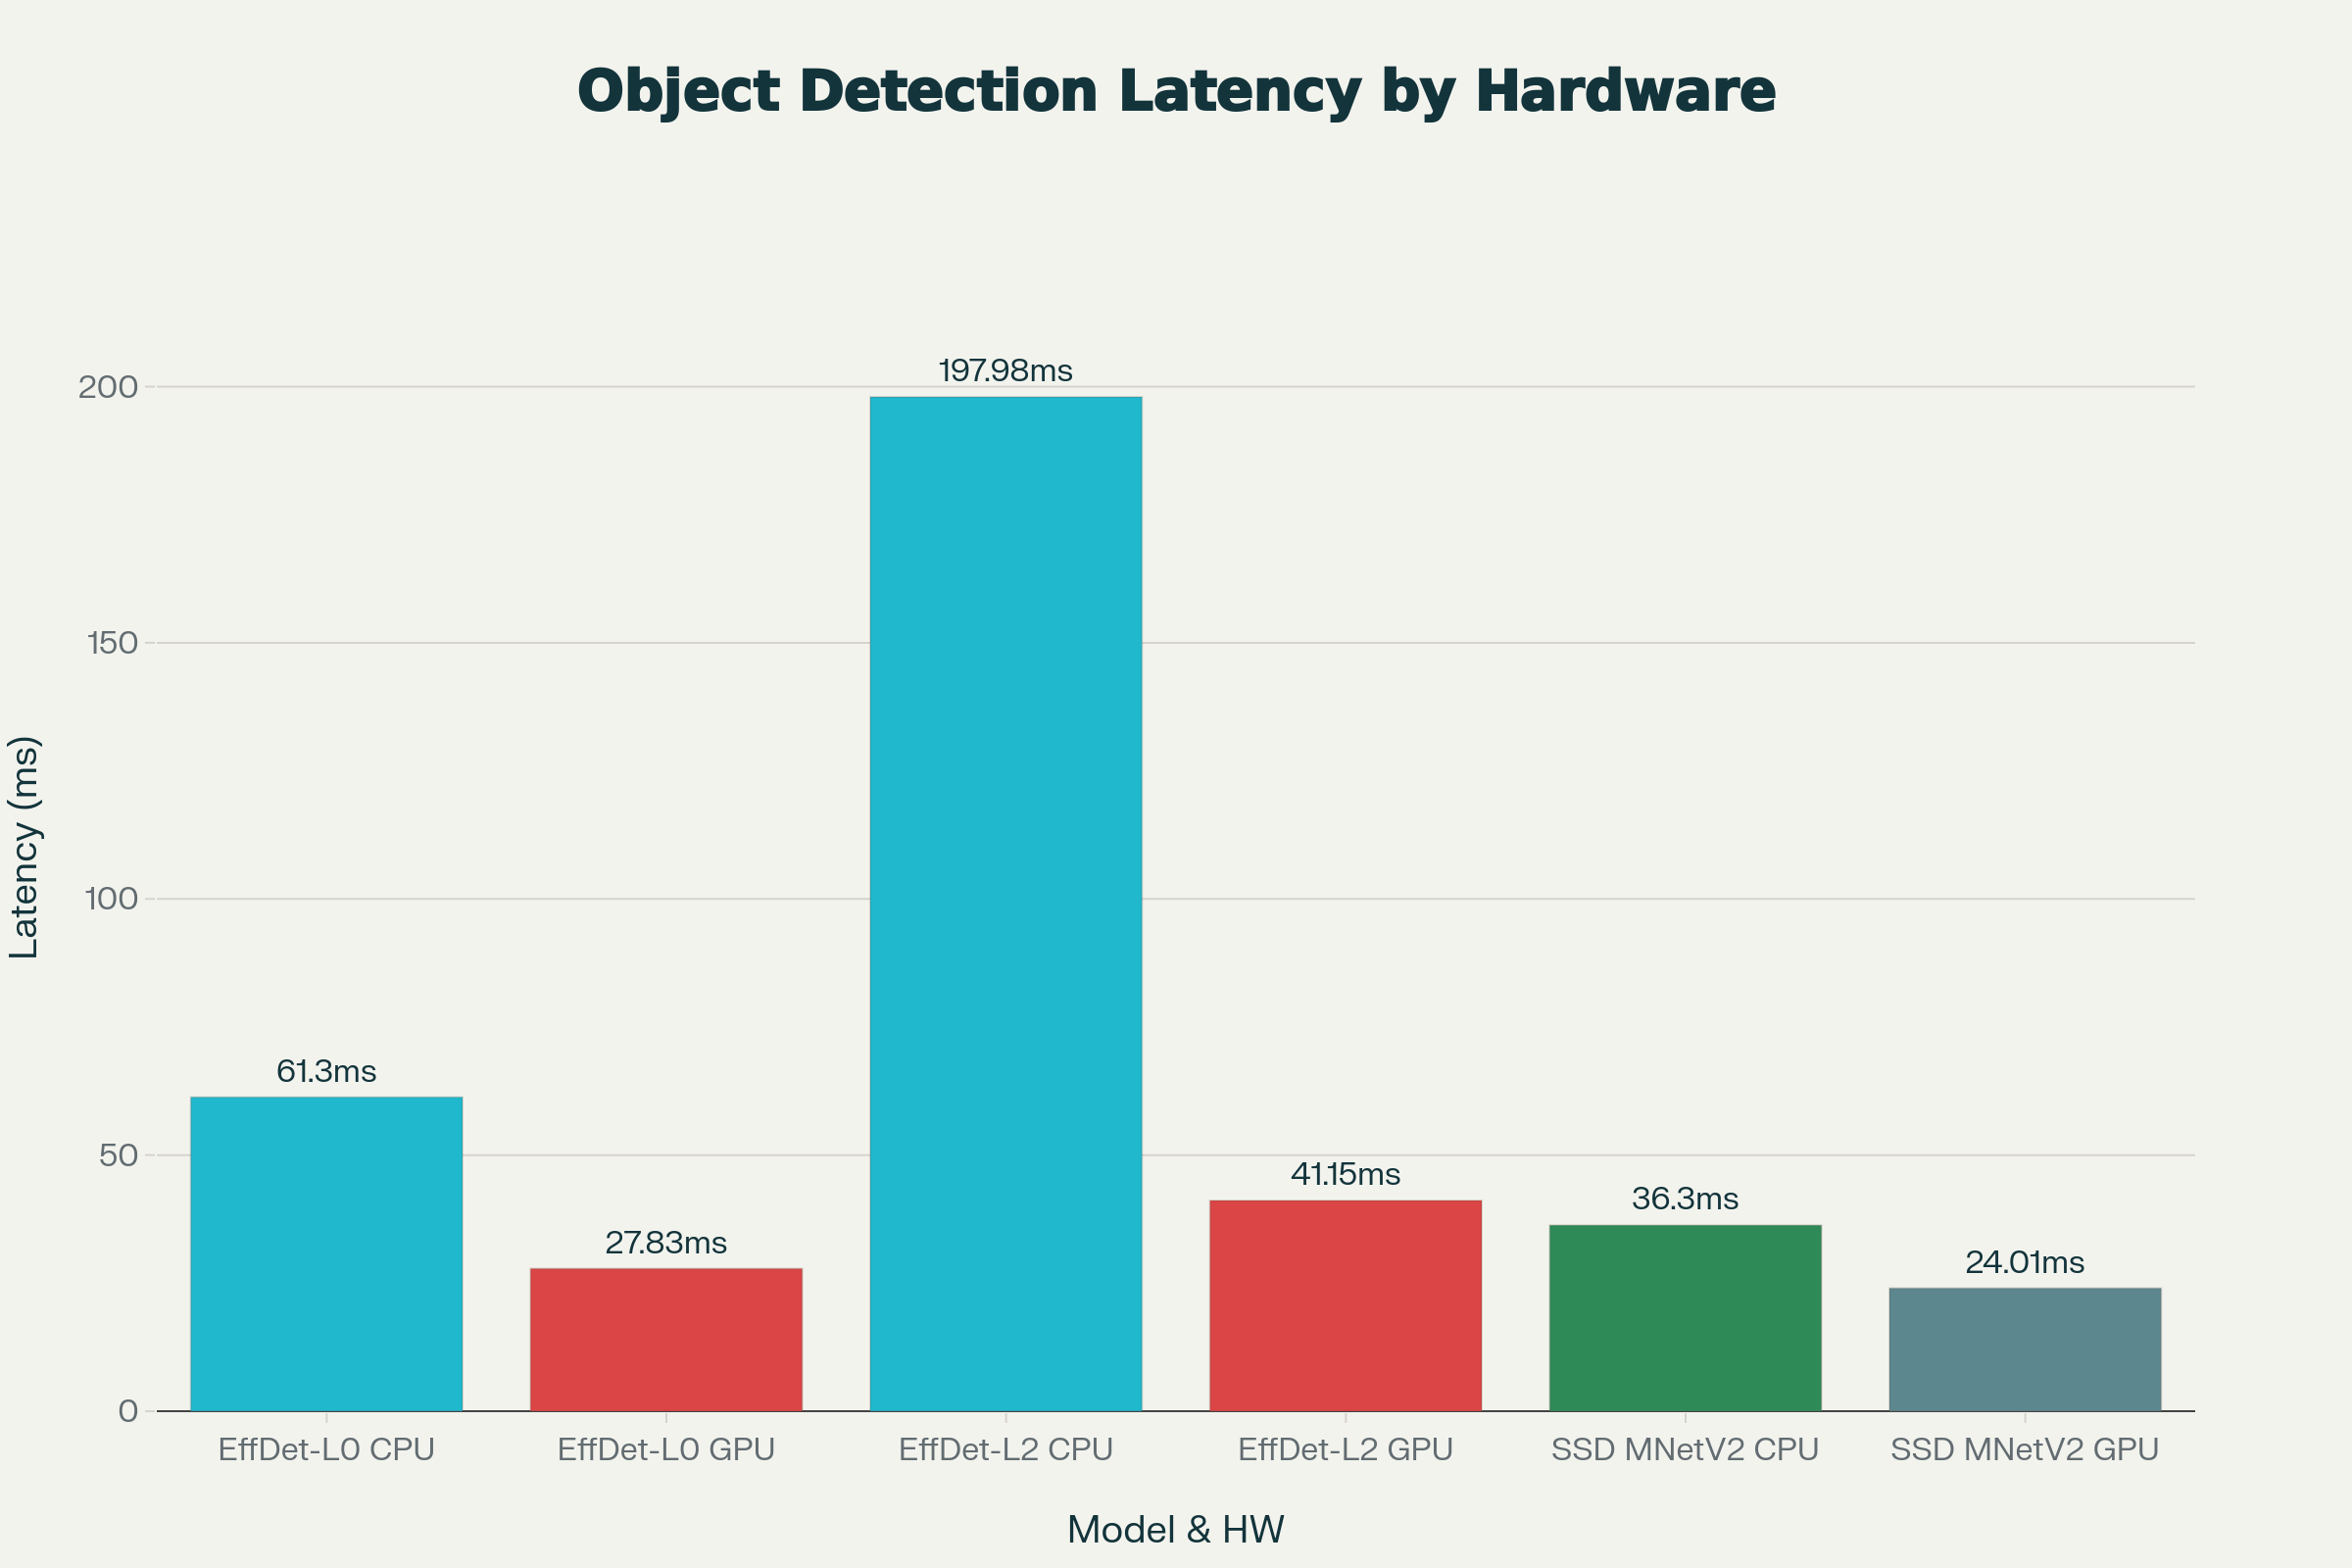 Object Detection Latency by Hardware
Latency (ms)
200
150
100
50
0
61.3ms
27.83ms
197.98ms
41.15ms
36.3ms
24.01ms
EffDet-L0 CPU
EffDet-L0 GPU
EffDet-L2 CPU
EffDet-L2 GPU
SSD MNetV2 CPU
SSD MNetV2 GPU
Model & HW